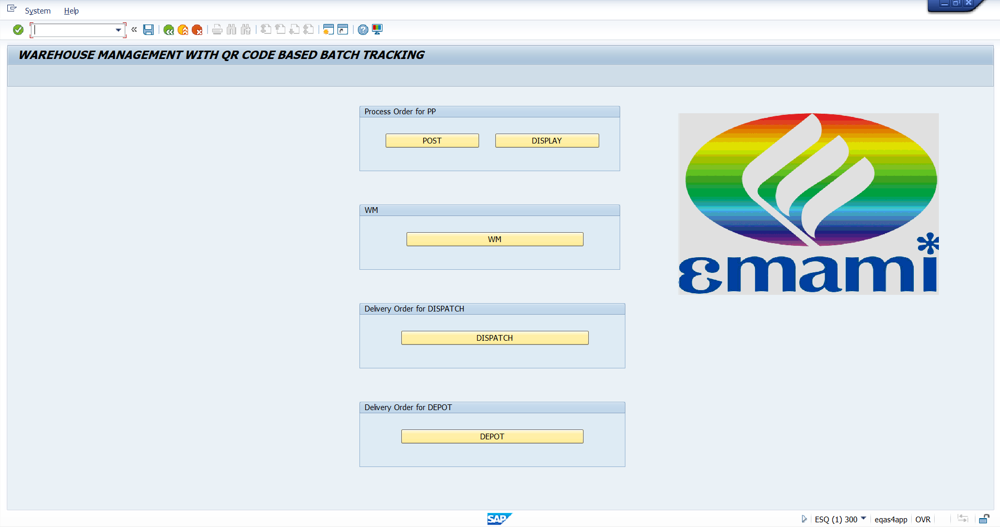 System Help
WAREHOUSE MANAGEMENT WITH QR CODE BASED BATCH TRACKING
Process Order for PP
POST DISPLAY
WM
WM
Delivery Order for DISPATCH
DISPATCH
Delivery Order for DEPOT
DEPOT
emami
SAP
ESQ (1) 300 eqas4app OVR